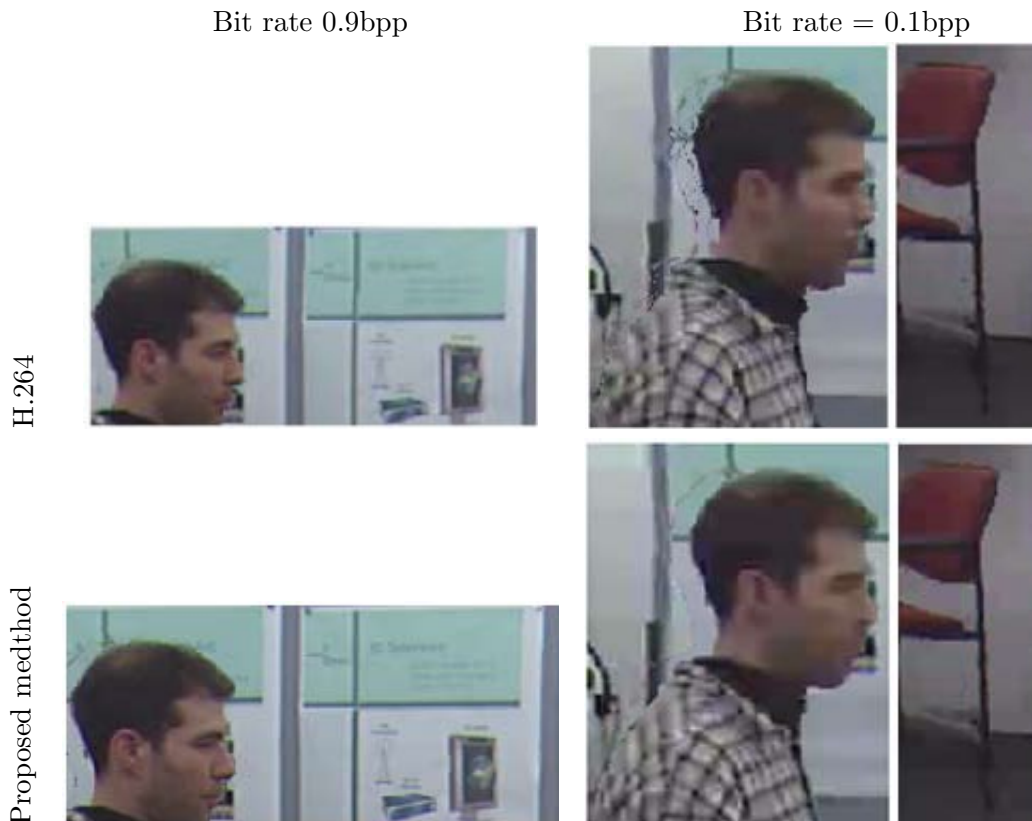 Bit rate 0.9bpp
Bit rate = 0.1bpp
H.264
Proposed medthod